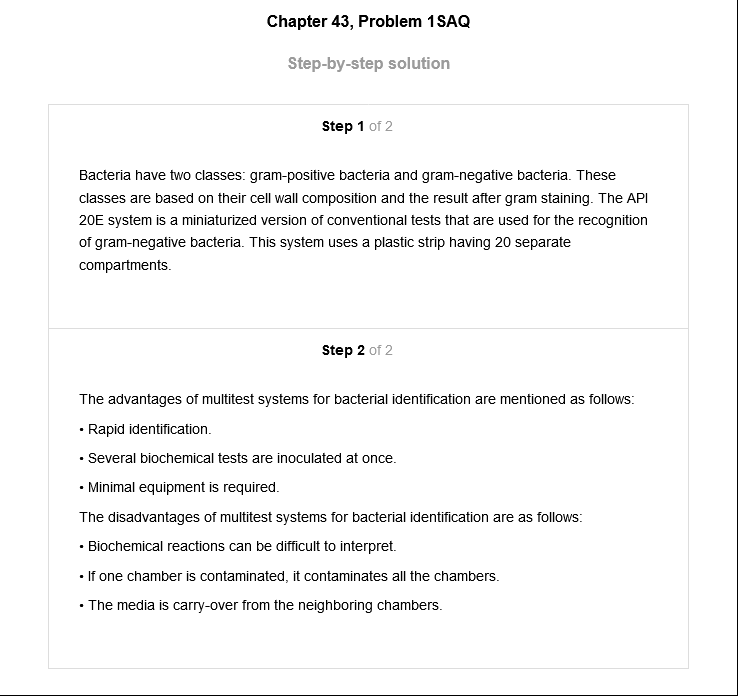 Chapter 43, Problem 1SAQ
Step-by-step solution
Step 1 of 2
Bacteria have two classes: gram-positive bacteria and gram-negative bacteria. These
classes are based on their cell wall composition and the result after gram staining. The API
20E system is a miniaturized version of conventional tests that are used for the recognition
of gram-negative bacteria. This system uses a plastic strip having 20 separate
compartments.
Step 2 of 2
The advantages of multitest systems for bacterial identification are mentioned as follows:
• Rapid identification.
• Several biochemical tests are inoculated at once.
• Minimal equipment is required.
The disadvantages of multitest systems for bacterial identification are as follows:
• Biochemical reactions can be difficult to interpret.
• If one chamber is contaminated, it contaminates all the chambers.
• The media is carry-over from the neighboring chambers.